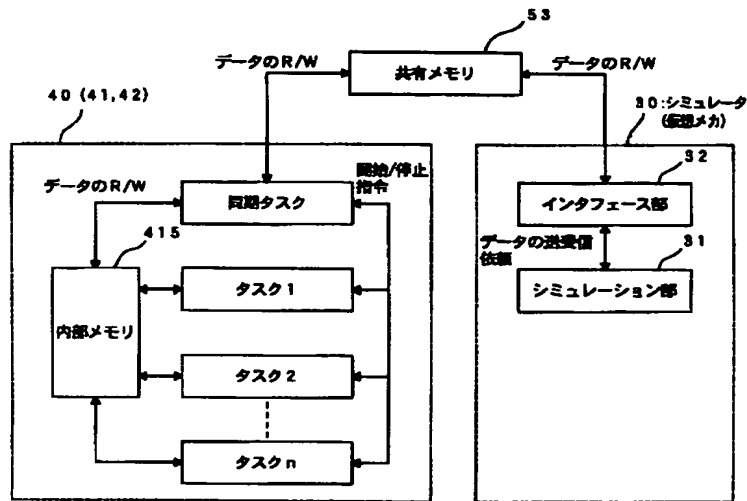 53
データのR/W
共有メモリ
データのR/W
40 (41,42)
30:シミュレータ
(仮想メカ)
開始/停止
指令
データのR/W
同期タスク
32
インタフェース部
415
データの送受信
依頼
31
タスク1
シミュレーション部
内部メモリ
タスク2
タスクn